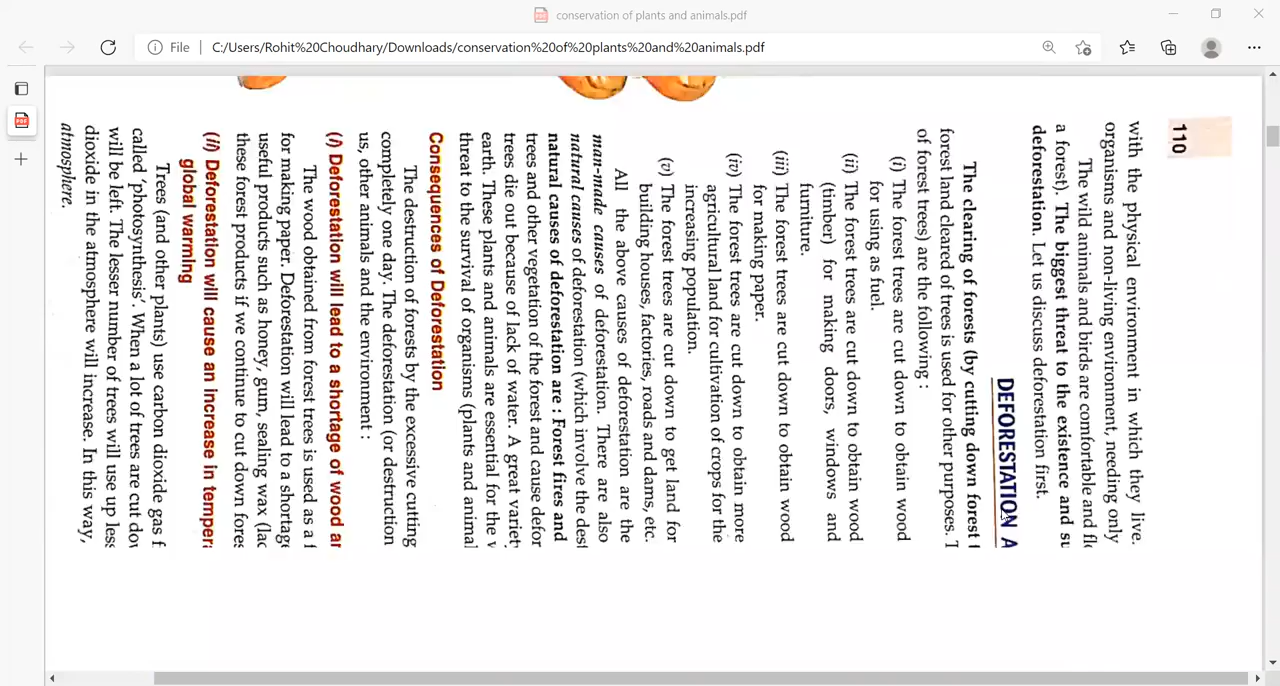 conservation of plants and animals.pdf
File
C:/Users/Rohit%20Choudhary/Downloads/conservation%20of%20plants%20and%20animals.pdf
110
with the physical environment in which they live.
organisms and non-living environment, needing only
The wild animals and birds are comfortable and flo
a forest). The biggest threat to the existence and su
deforestation. Let us discuss deforestation first.
DEFORESTATION A
The clearing of forests (by cutting down forest t
forest land cleared of trees is used for other purposes. T
of forest trees) are the following :
(i) The forest trees are cut down to obtain wood
for using as fuel.
(ii) The forest trees are cut down to obtain wood
(timber) for making doors, windows and
furniture.
(iii) The forest trees are cut down to obtain wood
for making paper.
(iv) The forest trees are cut down to obtain more
agricultural land for cultivation of crops for the
increasing population.
(v) The forest trees are cut down to get land for
building houses, factories, roads and dams, etc.
All the above causes of deforestation are the
man-made causes of deforestation. There are also
natural causes of deforestation (which involve the dest
natural causes of deforestation are : Forest fires and
trees and other vegetation of the forest and cause defor
trees die out because of lack of water. A great variet
earth. These plants and animals are essential for the w
threat to the survival of organisms (plants and animal
Consequences of Deforestation
The destruction of forests by the excessive cutting
completely one day. The deforestation (or destruction
us, other animals and the environment :
(i) Deforestation will lead to a shortage of wood an
The wood obtained from forest trees is used as a f
for making paper. Deforestation will lead to a shortag
useful products such as honey, gum, sealing wax (lac
these forest products if we continue to cut down fores
(ii) Deforestation will cause an increase in tempera
global warming
Trees (and other plants) use carbon dioxide gas f
called 'photosynthesis'. When a lot of trees are cut dow
will be left. The lesser number of trees will use up less
dioxide in the atmosphere will increase. In this way,
atmosphere.